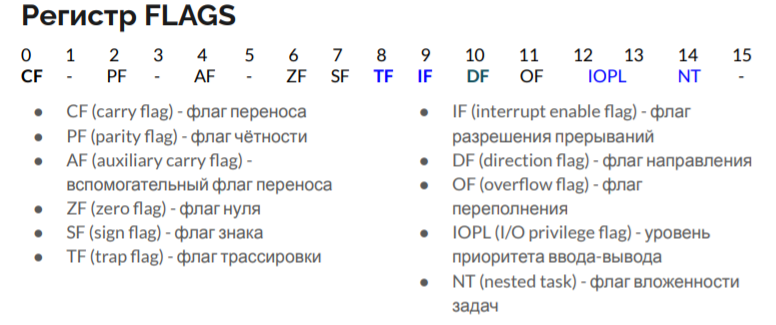 Регистр FLAGS
0 1 2 3 4 5 6 7 8 9 10 11 12 13 14 15
CF - PF - AF - ZF SF TF IF DF OF IOPL NT -
● CF (carry flag) - флаг переноса
● PF (parity flag) - флаг чётности
● AF (auxiliary carry flag) -
вспомогательный флаг переноса
● ZF (zero flag) - флаг нуля
● SF (sign flag) - флаг знака
● TF (trap flag) - флаг трассировки
● IF (interrupt enable flag) - флаг
разрешения прерываний
● DF (direction flag) - флаг направления
● OF (overflow flag) - флаг
переполнения
● IOPL (I/O privilege flag) - уровень
приоритета ввода-вывода
● NT (nested task) - флаг вложенности
задач